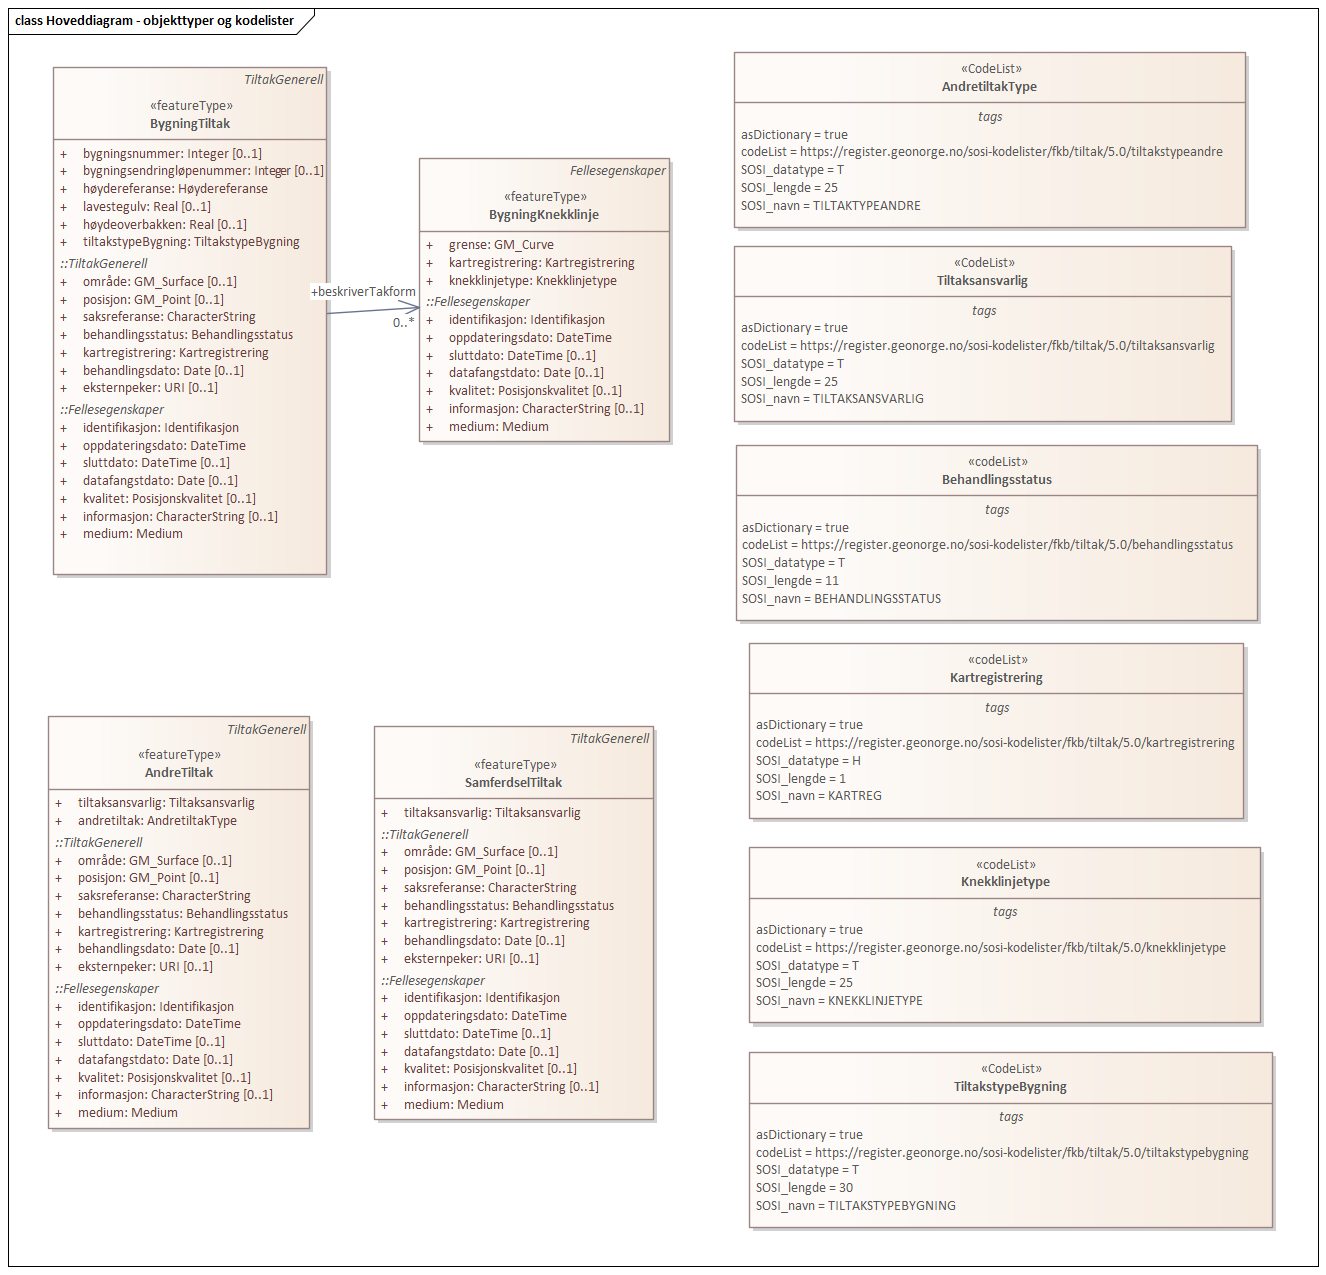 class Hoveddiagram - objekttyper og kodelister
TiltakGenerell
«featureType»
BygningTiltak
+ bygningsnummer: Integer [0..1]
+ bygningsendringløpenummer: Integer [0..1]
+ høydereferanse: Høydereferanse
+ lavestegulv: Real [0..1]
+ høydeoverbakken: Real [0..1]
+ tiltakstypeBygning: TiltakstypeBygning
::TiltakGenerell
+ område: GM_Surface [0..1]
+ posisjon: GM_Point [0..1]
+ saksreferanse: CharacterString
+ behandlingsstatus: Behandlingsstatus
+ kartregistrering: Kartregistrering
+ behandlingsdato: Date [0..1]
+ eksternpeker: URI [0..1]
::Fellesegenskaper
+ identifikasjon: Identifikasjon
+ oppdateringsdato: DateTime
+ sluttdato: DateTime [0..1]
+ datafangstdato: Date [0..1]
+ kvalitet: Posisjonskvalitet [0..1]
+ informasjon: CharacterString [0..1]
+ medium: Medium
+beskriverTakform
0..*
Fellesegenskaper
«featureType»
BygningKnekklinje
+ grense: GM_Curve
+ kartregistrering: Kartregistrering
+ knekklinjetype: Knekklinjetype
::Fellesegenskaper
+ identifikasjon: Identifikasjon
+ oppdateringsdato: DateTime
+ sluttdato: DateTime [0..1]
+ datafangstdato: Date [0..1]
+ kvalitet: Posisjonskvalitet [0..1]
+ informasjon: CharacterString [0..1]
+ medium: Medium
«CodeList»
AndretiltakType
tags
asDictionary = true
codeList = https://register.geonorge.no/sosi-kodelister/fkb/tiltak/5.0/tiltakstypeandre
SOSI_datatype = T
SOSI_lengde = 25
SOSI_navn = TILTAKTYPEANDRE
«CodeList»
Tiltaksansvarlig
tags
asDictionary = true
codeList = https://register.geonorge.no/sosi-kodelister/fkb/tiltak/5.0/tiltaksansvarlig
SOSI_datatype = T
SOSI_lengde = 25
SOSI_navn = TILTAKSANSVARLIG
«codeList»
Behandlingsstatus
tags
asDictionary = true
codeList = https://register.geonorge.no/sosi-kodelister/fkb/tiltak/5.0/behandlingsstatus
SOSI_datatype = T
SOSI_lengde = 11
SOSI_navn = BEHANDLINGSSTATUS
«codeList»
Kartregistrering
tags
asDictionary = true
codeList = https://register.geonorge.no/sosi-kodelister/fkb/tiltak/5.0/kartregistrering
SOSI_datatype = H
SOSI_lengde = 1
SOSI_navn = KARTREG
«codeList»
Knekklinjetype
tags
asDictionary = true
codeList = https://register.geonorge.no/sosi-kodelister/fkb/tiltak/5.0/knekklinjetype
SOSI_datatype = T
SOSI_lengde = 25
SOSI_navn = KNEKKLINJETYPE
«CodeList»
TiltakstypeBygning
tags
asDictionary = true
codeList = https://register.geonorge.no/sosi-kodelister/fkb/tiltak/5.0/tiltakstypebygning
SOSI_datatype = T
SOSI_lengde = 30
SOSI_navn = TILTAKSTYPEBYGNING
TiltakGenerell
«featureType»
AndreTiltak
+ tiltaksansvarlig: Tiltaksansvarlig
+ andretiltak: AndretiltakType
::TiltakGenerell
+ område: GM_Surface [0..1]
+ posisjon: GM_Point [0..1]
+ saksreferanse: CharacterString
+ behandlingsstatus: Behandlingsstatus
+ kartregistrering: Kartregistrering
+ behandlingsdato: Date [0..1]
+ eksternpeker: URI [0..1]
::Fellesegenskaper
+ identifikasjon: Identifikasjon
+ oppdateringsdato: DateTime
+ sluttdato: DateTime [0..1]
+ datafangstdato: Date [0..1]
+ kvalitet: Posisjonskvalitet [0..1]
+ informasjon: CharacterString [0..1]
+ medium: Medium
TiltakGenerell
«featureType»
SamferdselTiltak
+ tiltaksansvarlig: Tiltaksansvarlig
::TiltakGenerell
+ område: GM_Surface [0..1]
+ posisjon: GM_Point [0..1]
+ saksreferanse: CharacterString
+ behandlingsstatus: Behandlingsstatus
+ kartregistrering: Kartregistrering
+ behandlingsdato: Date [0..1]
+ eksternpeker: URI [0..1]
::Fellesegenskaper
+ identifikasjon: Identifikasjon
+ oppdateringsdato: DateTime
+ sluttdato: DateTime [0..1]
+ datafangstdato: Date [0..1]
+ kvalitet: Posisjonskvalitet [0..1]
+ informasjon: CharacterString [0..1]
+ medium: Medium